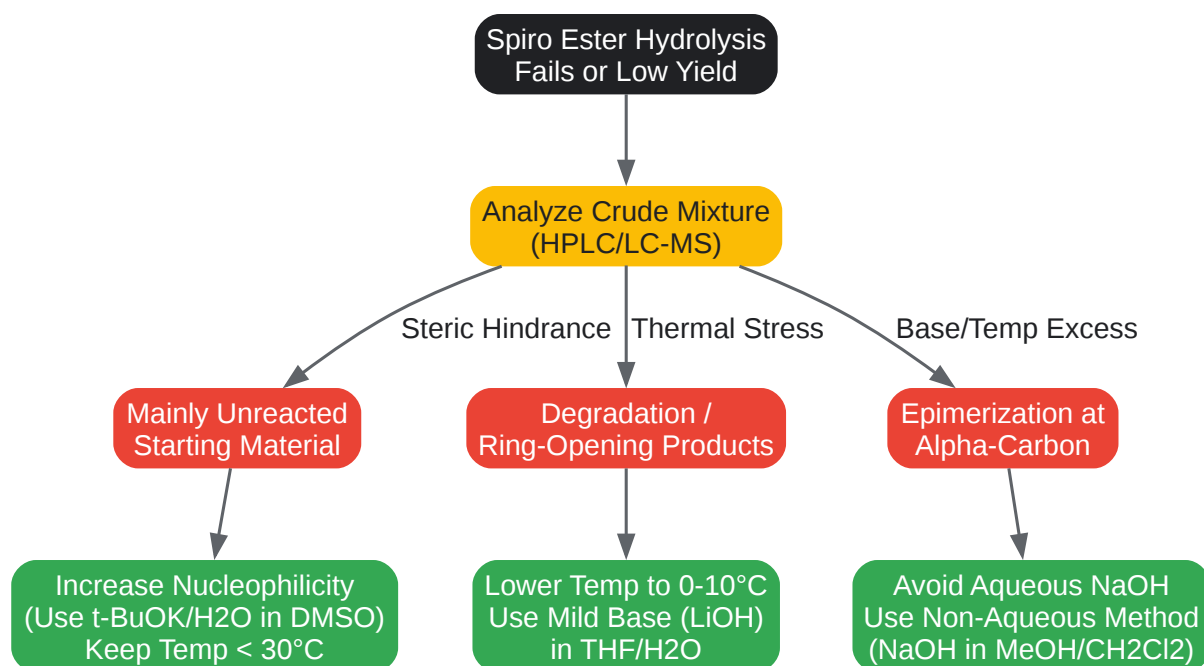 Spiro Ester Hydrolysis
Fails or Low Yield
Analyze Crude Mixture
(HPLC/LC-MS)
Steric Hindrance
Thermal Stress
Base/Temp Excess
Mainly Unreacted
Starting Material
Degradation /
Ring-Opening Products
Epimerization at
Alpha-Carbon
Increase Nucleophilicity
(Use t-BuOK/H2O in DMSO)
Keep Temp < 30°C
Lower Temp to 0-10°C
Use Mild Base (LiOH)
in THF/H2O
Avoid Aqueous NaOH
Use Non-Aqueous Method
(NaOH in MeOH/CH2Cl2)